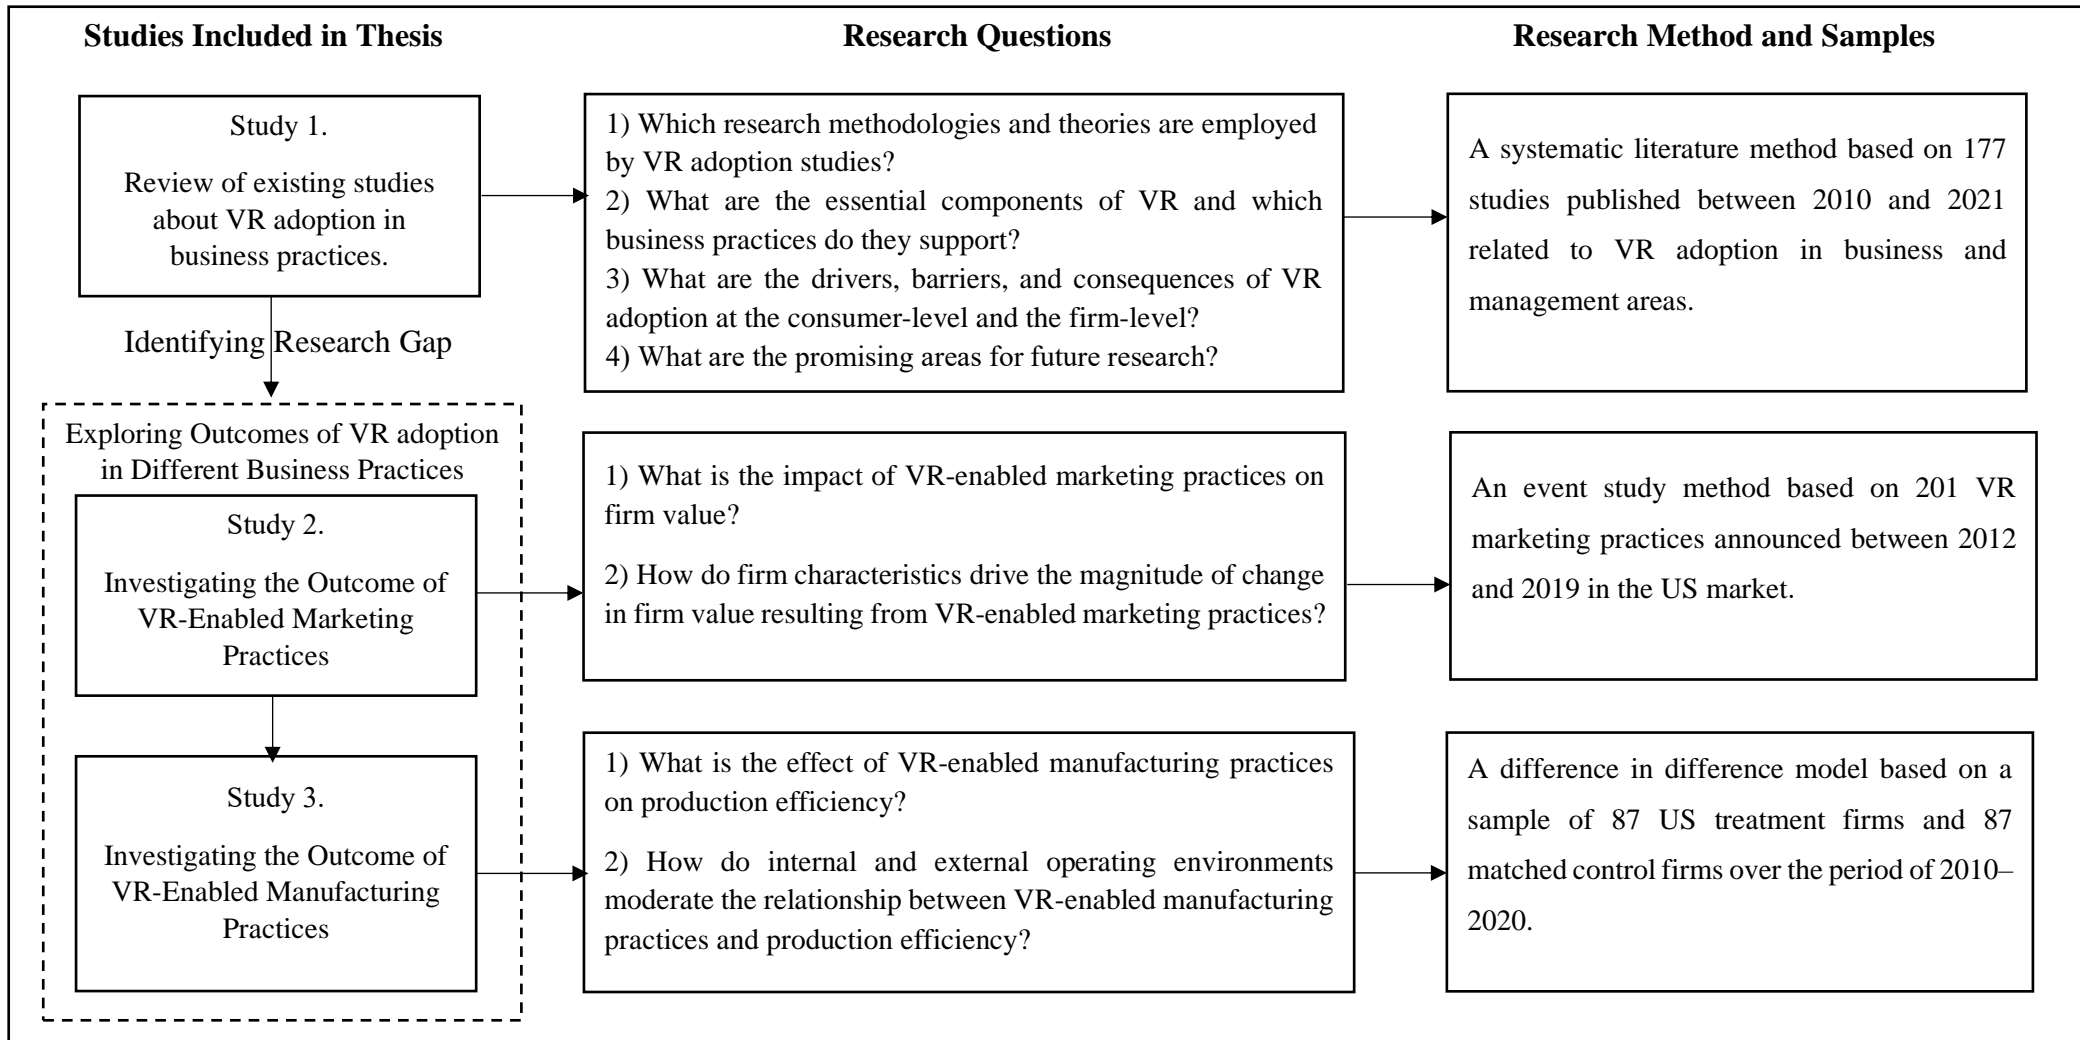 Studies Included in Thesis
Research Questions
Research Method and Samples
Study 1.
Review of existing studies
about VR adoption in
business practices.
1) Which research methodologies and theories are employed
by VR adoption studies?
2) What are the essential components of VR and which
business practices do they support?
3) What are the drivers, barriers, and consequences of VR
adoption at the consumer-level and the firm-level?
4) What are the promising areas for future research?
A systematic literature method based on 177
studies published between 2010 and 2021
related to VR adoption in business and
management areas.
Identifying Research Gap
Exploring Outcomes of VR adoption
in Different Business Practices
Study 2.
Investigating the Outcome of
VR-Enabled Marketing
Practices
1) What is the impact of VR-enabled marketing practices on
firm value?
2) How do firm characteristics drive the magnitude of change
in firm value resulting from VR-enabled marketing practices?
An event study method based on 201 VR
marketing practices announced between 2012
and 2019 in the US market.
Study 3.
Investigating the Outcome of
VR-Enabled Manufacturing
Practices
1) What is the effect of VR-enabled manufacturing practices
on production efficiency?
2) How do internal and external operating environments
moderate the relationship between VR-enabled manufacturing
practices and production efficiency?
A difference in difference model based on a
sample of 87 US treatment firms and 87
matched control firms over the period of 2010–
2020.